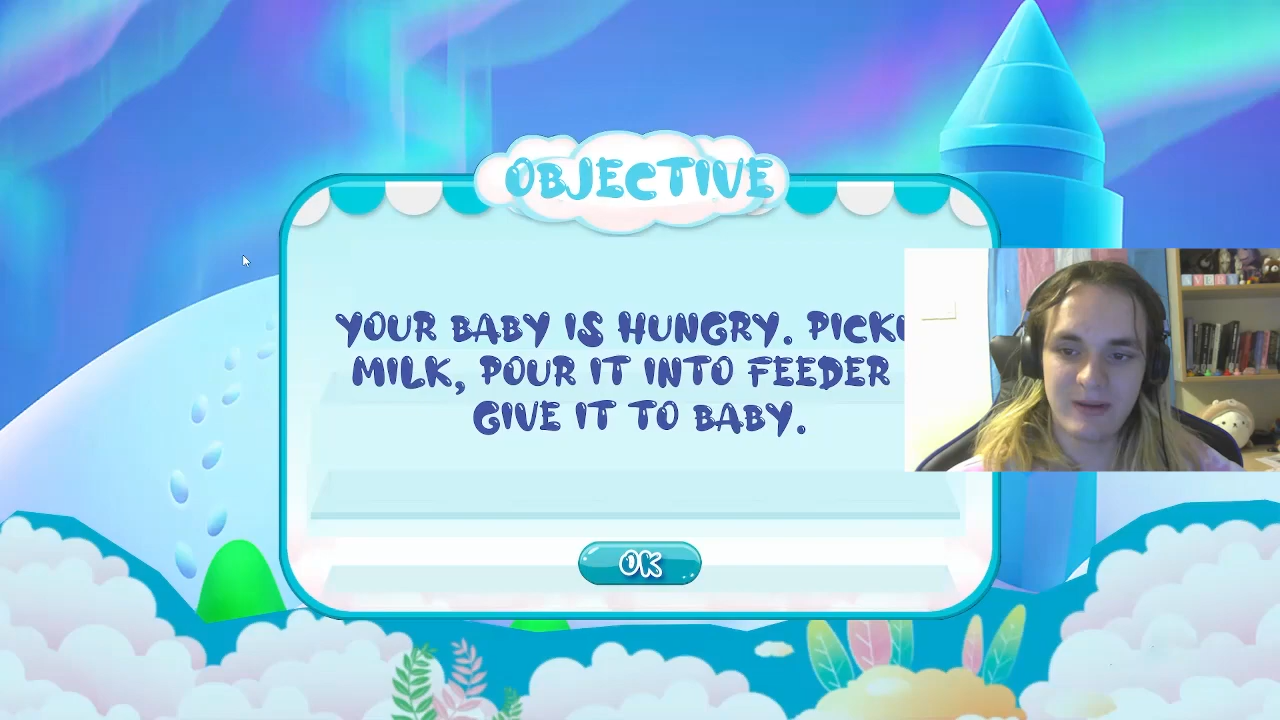 OBJECTIVE
YOUR BABY IS HUNGRY. PICK
MILK, POUR IT INTO FEEDER
GIVE IT TO BABY.
OK